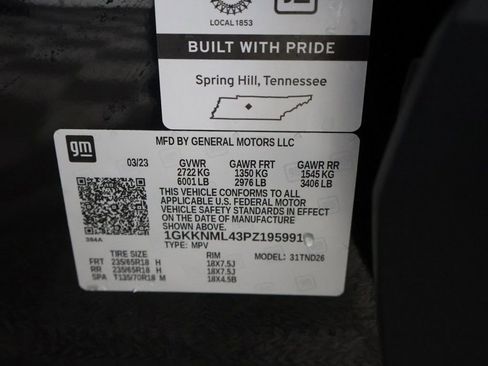 LOCAL 1853
BUILT WITH PRIDE
Spring Hill, Tennessee
gm
MFD BY GENERAL MOTORS LLC
03/23 GVWR GAWR FRT GAWR RR
2722 KG 1350 KG 1545 KG
6001 LB 2976 LB 3406 LB
THIS VEHICLE CONFORMS TO ALL
APPLICABLE U.S. FEDERAL MOTOR
VEHICLE SAFETY STANDARDS IN EFFECT
ON THE DATE OF MANUFACTURE
SHOWN ABOVE.
394A
1GKKNML43PZ195991
TYPE: MPV
MODEL: 31TND26
TIRE SIZE RIM
FRT 235/65R18 H 18X7.5J
RR 235/65R18 H 18X7.5J
SPA T135/70R18 M 18X4.5B